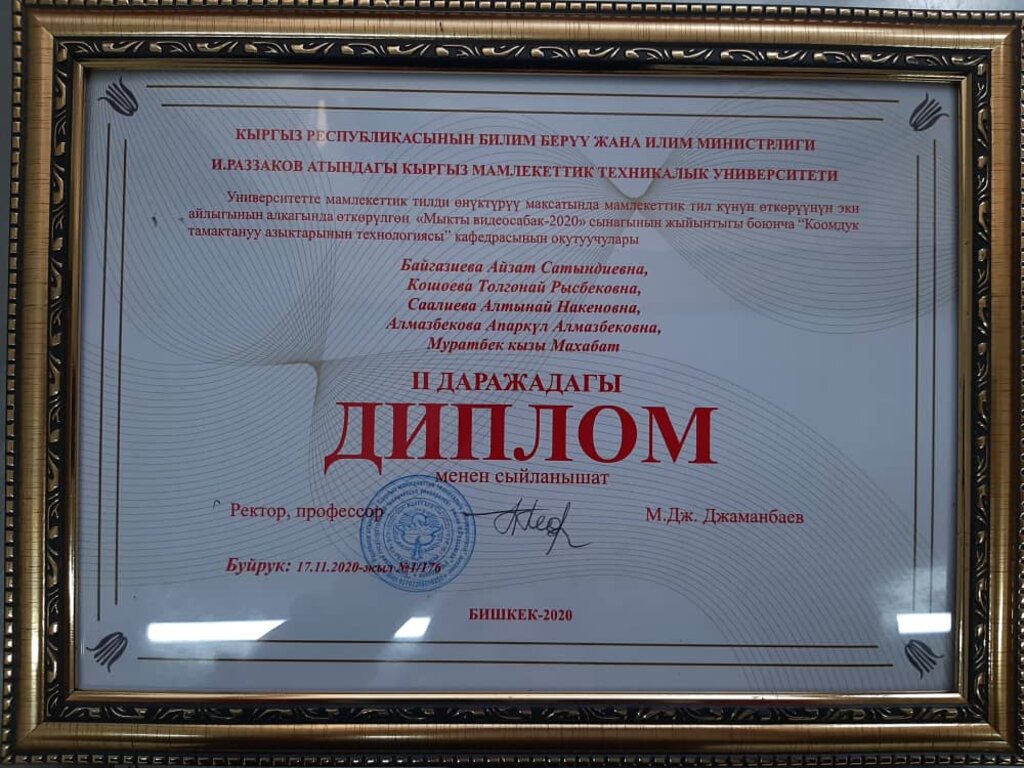 КЫРГЫЗ РЕСПУБЛИКАСЫНЫН БИЛИМ БЕРҮҮ ЖАНА ИЛИМ МИНИСТРЛИГИ
И.РАЗЗАКОВ АТЫНДАГЫ КЫРГЫЗ МАМЛЕКЕТТИК ТЕХНИКАЛЫК УНИВЕРСИТЕТИ
Университетте мамлекеттик тилди өнүктүрүү максатында мамлекеттик тил күнүн өткөрүүнүн эки
айлыгынын алкагында өткөрүлгөн «Мыкты видеосабак-2020» сынагынын жыйынтыгы боюнча “Коомдук
тамактануу азыктарынын технологиясы” кафедрасынын окутуучулары
Байгазиева Айзат Сатындиевна,
Кошоева Толгонай Рысбековна,
Саалиева Алтынай Накеновна,
Алмазбекова Апаркүл Алмазбековна,
Муратбек кызы Махабат
II ДАРАЖАДАГЫ
ДИПЛОМ
менен сыйланышат
Ректор, профессор М.Дж. Джаманбаев
Буйрук: 17.11.2020-жыл №1/176
БИШКЕК-2020